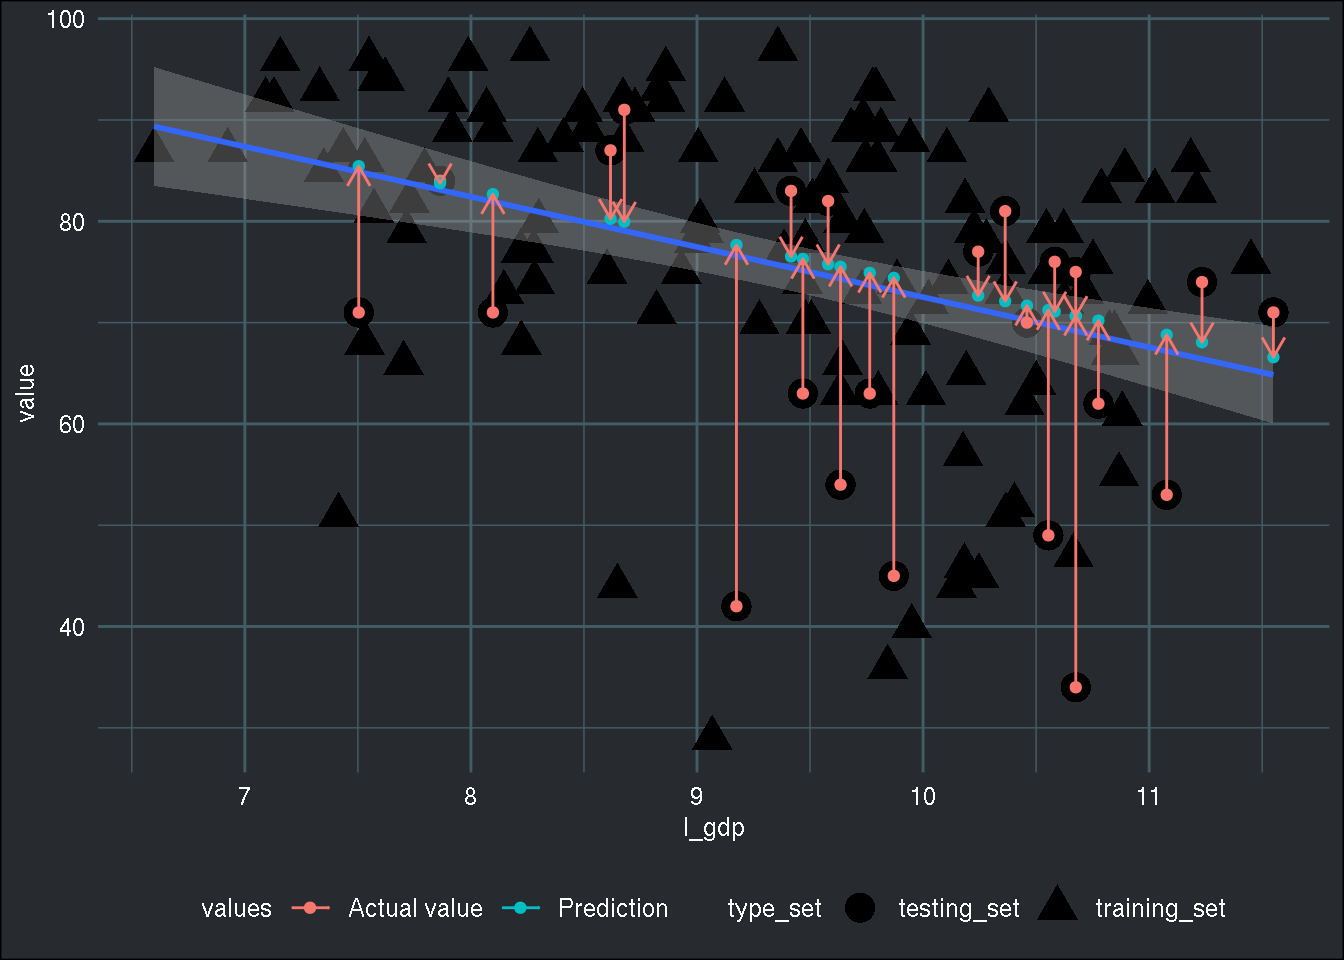 100
80
60
40
value
7 8 9 10 11
l_gdp
values Actual value Prediction type_set testing_set training_set